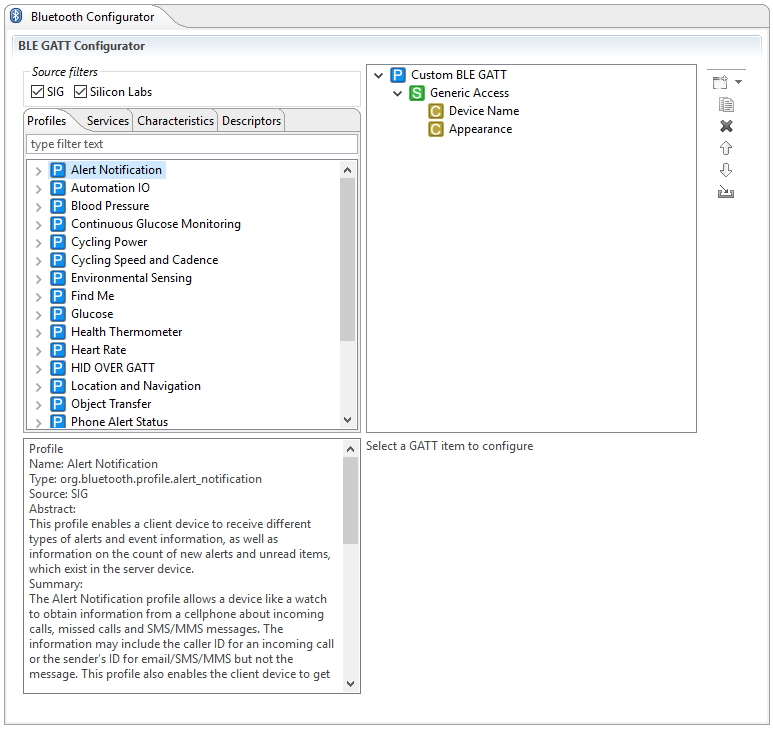 Bluetooth Configurator
BLE GATT Configurator
Source filters
SIG Silicon Labs
Profiles Services Characteristics Descriptors
type filter text
P Alert Notification
P Automation IO
P Blood Pressure
P Continuous Glucose Monitoring
P Cycling Power
P Cycling Speed and Cadence
P Environmental Sensing
P Find Me
P Glucose
P Health Thermometer
P Heart Rate
P HID OVER GATT
P Location and Navigation
P Object Transfer
P Phone Alert Status
P Custom BLE GATT
S Generic Access
C Device Name
C Appearance
Profile
Name: Alert Notification
Type: org.bluetooth.profile.alert_notification
Source: SIG
Abstract:
This profile enables a client device to receive different
types of alerts and event information, as well as
information on the count of new alerts and unread items,
which exist in the server device.
Summary:
The Alert Notification profile allows a device like a watch
to obtain information from a cellphone about incoming
calls, missed calls and SMS/MMS messages. The
information may include the caller ID for an incoming call
or the sender's ID for email/SMS/MMS but not the
message. This profile also enables the client device to get
Select a GATT item to configure